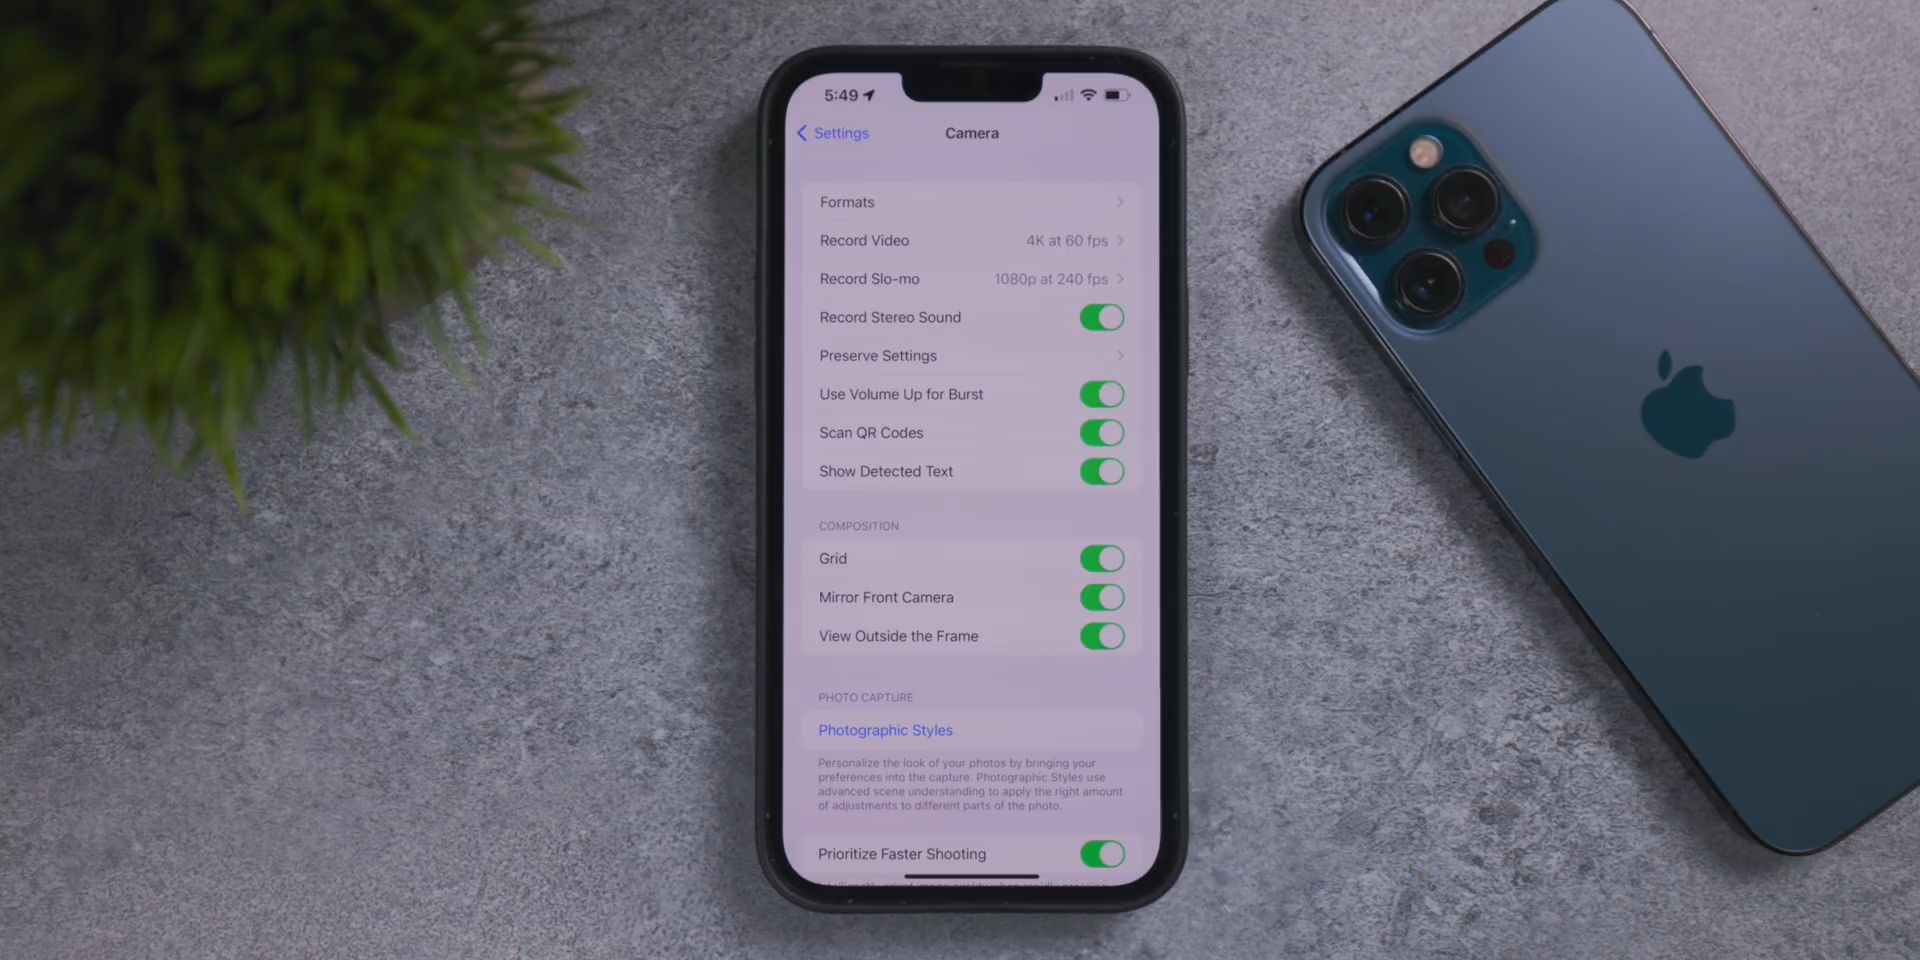 5:49
Settings
Camera
Formats
Record Video 4K at 60 fps
Record Slo-mo 1080p at 240 fps
Record Stereo Sound
Preserve Settings
Use Volume Up for Burst
Scan QR Codes
Show Detected Text
COMPOSITION
Grid
Mirror Front Camera
View Outside the Frame
PHOTO CAPTURE
Photographic Styles
Personalize the look of your photos by bringing your
preferences into the capture. Photographic Styles use
advanced scene understanding to apply the right amount
of adjustments to different parts of the photo.
Prioritize Faster Shooting